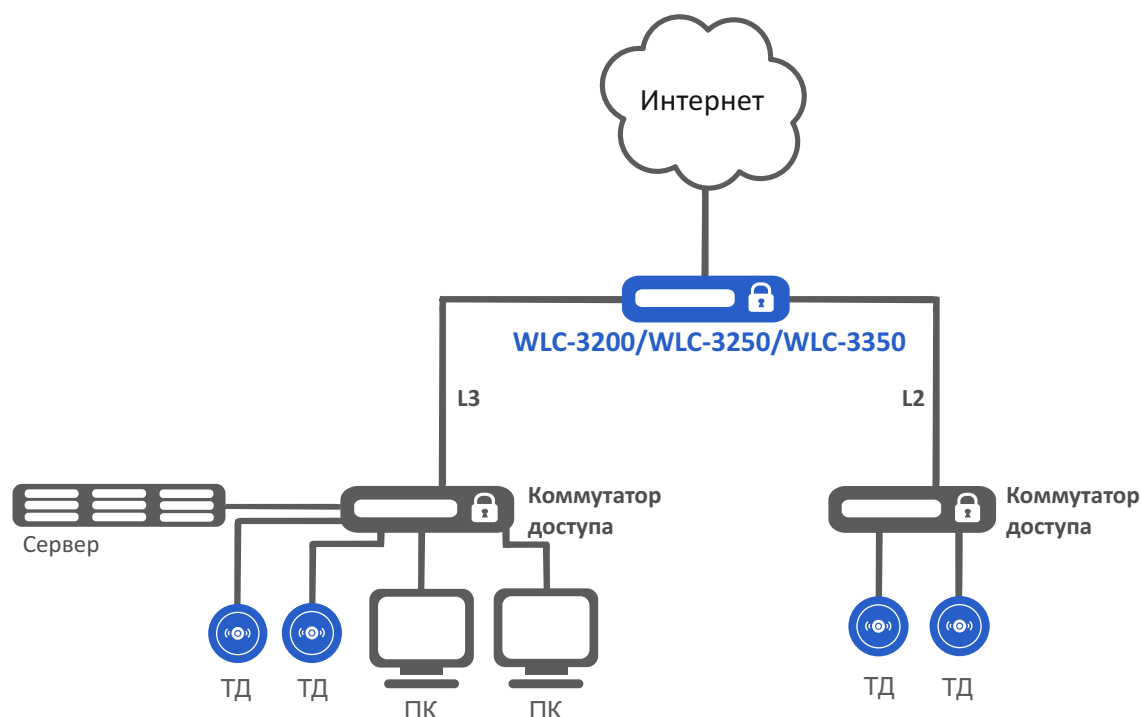 Интернет
WLC-3200/WLC-3250/WLC-3350
L3
L2
Коммутатор
доступа
Коммутатор
доступа
Сервер
ТД
ТД
ПК
ПК
ТД
ТД